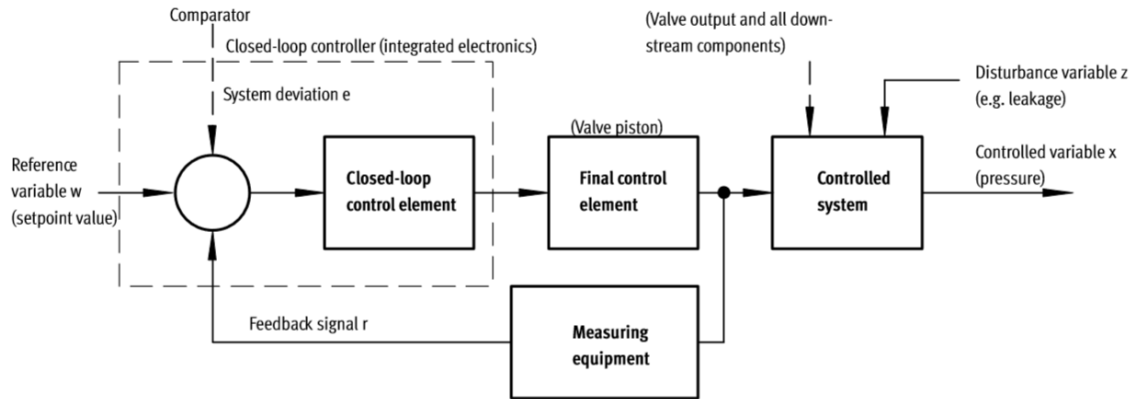 Comparator
Closed-loop controller (integrated electronics)
System deviation e
(Valve output and all down-
stream components)
Disturbance variable z
(e.g. leakage)
(Valve piston)
Reference
variable w
(setpoint value)
Closed-loop
control element
Final control
element
Controlled
system
Controlled variable x
(pressure)
Feedback signal r
Measuring
equipment